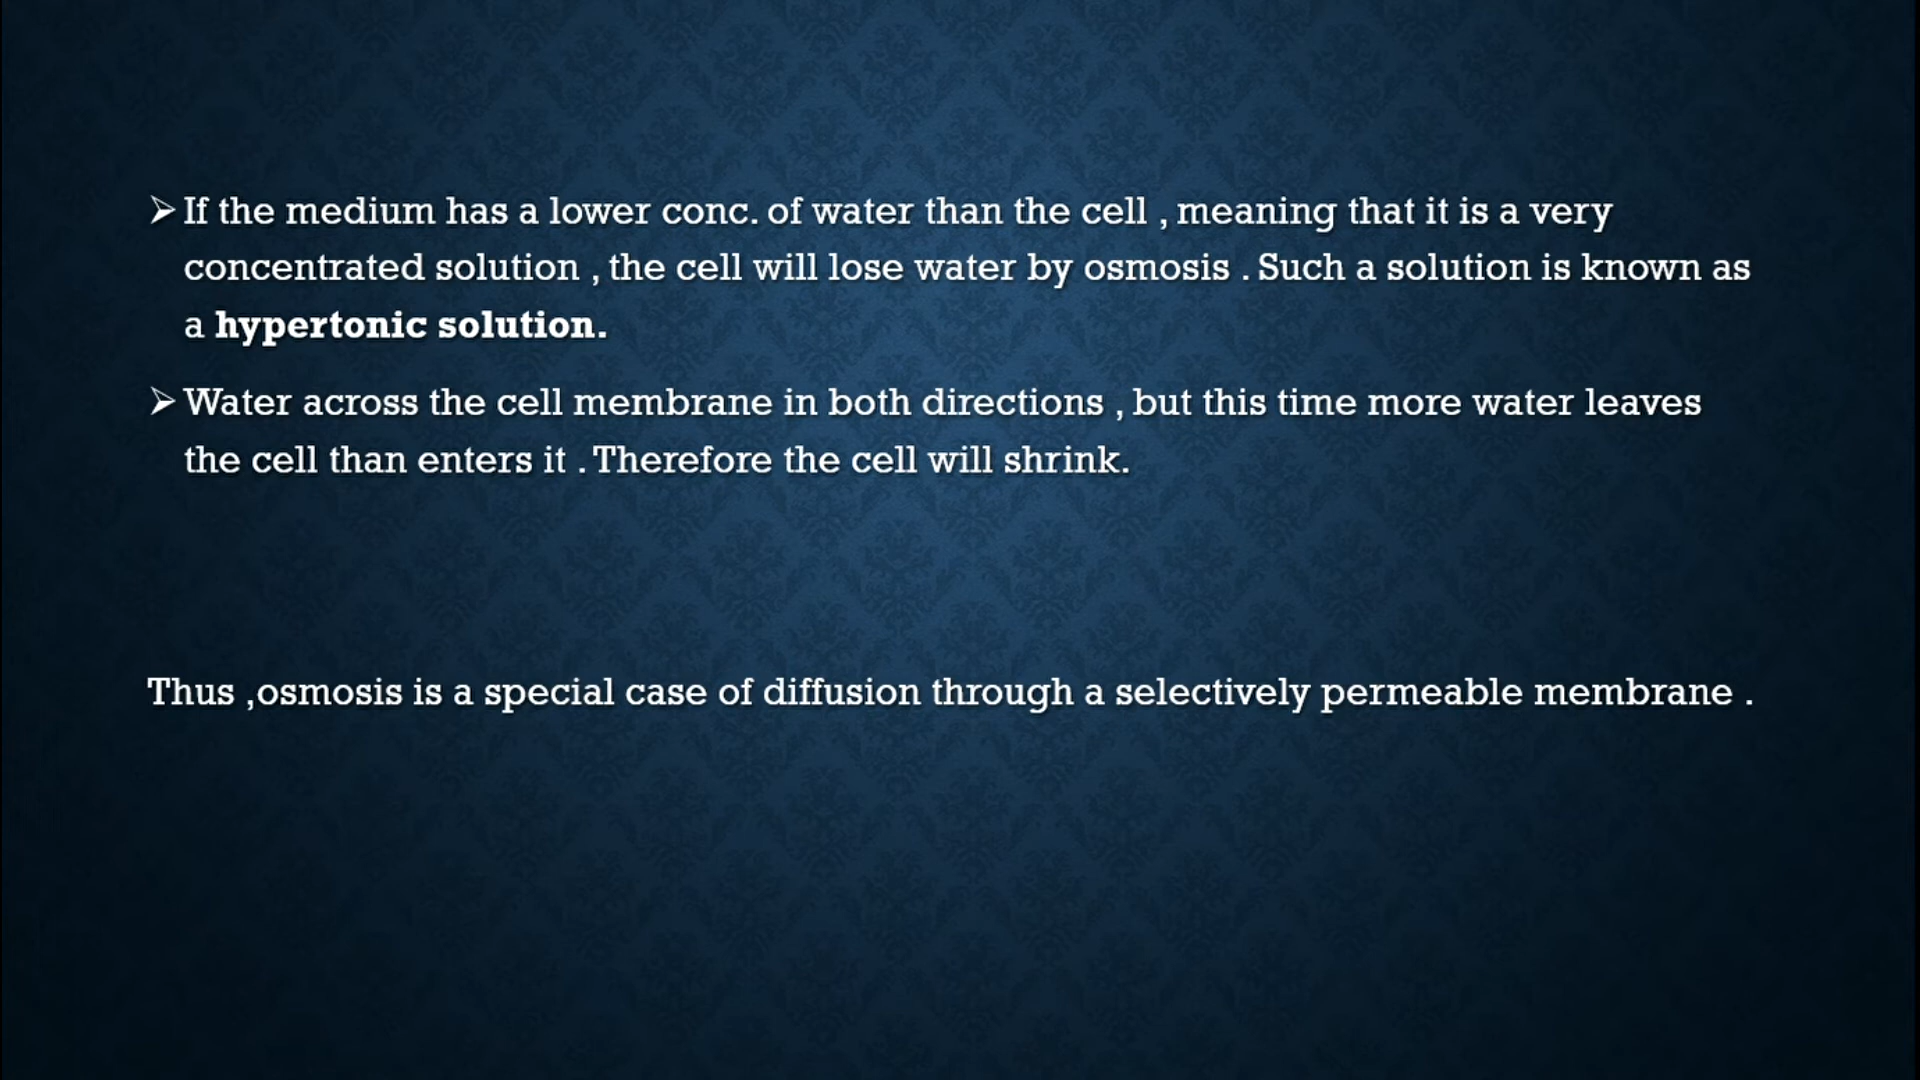 ➢ If the medium has a lower conc. of water than the cell , meaning that it is a very
concentrated solution , the cell will lose water by osmosis . Such a solution is known as
a hypertonic solution.
➢ Water across the cell membrane in both directions , but this time more water leaves
the cell than enters it . Therefore the cell will shrink.
Thus ,osmosis is a special case of diffusion through a selectively permeable membrane .